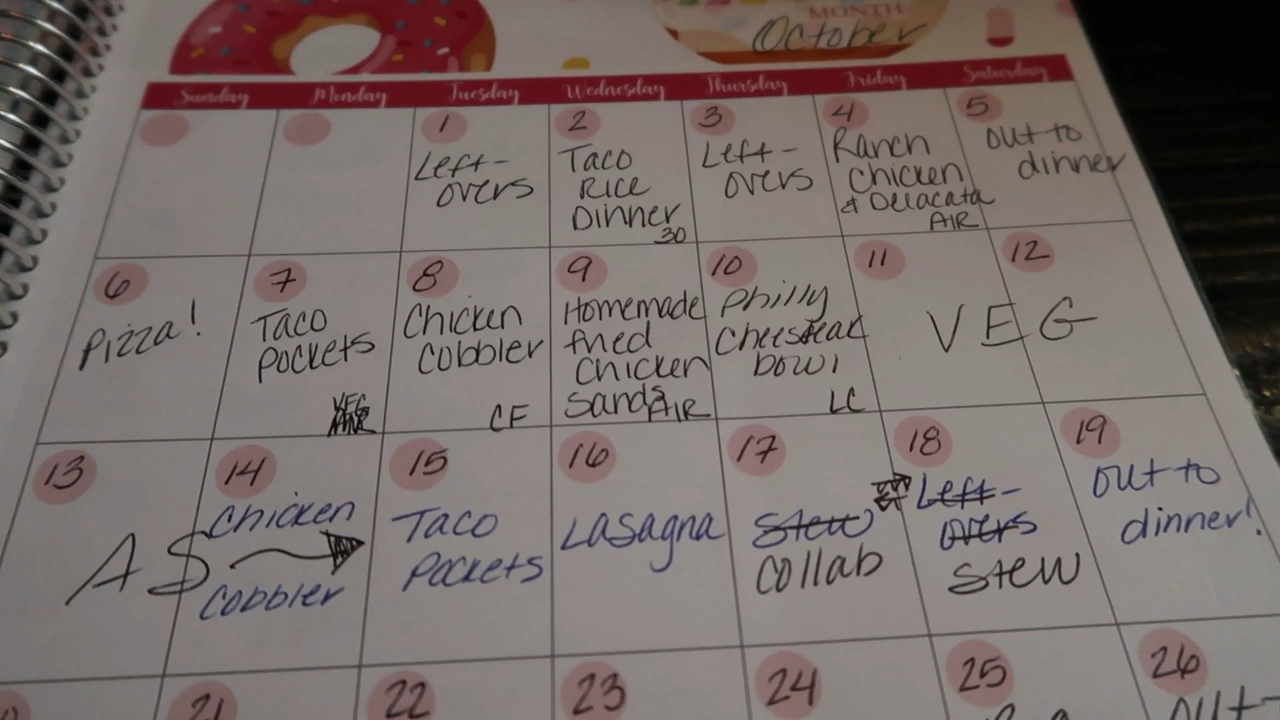 MONTH:
October
Sunday Monday Tuesday Wednesday Thursday Friday Saturday
1
Left-
overs
2
Taco
Rice
Dinner
30
3
Left-
overs
4
Ranch
Chicken
& Delacata
AIR
5
out to
dinner
6
Pizza!
7
Taco
Pockets
8
Chicken
Cobbler
CF
9
Homemade
fried
chicken
sands
AIR
10
Philly
Cheesteak
bowl
LC
11
12
VEG
13
14
Chicken
Cobbler
AS
15
Taco
Pockets
16
Lasagna
17
Stew
collab
18
Left-
overs
Stew
19
out to
dinner!
21
22
23
24
25
26
out-